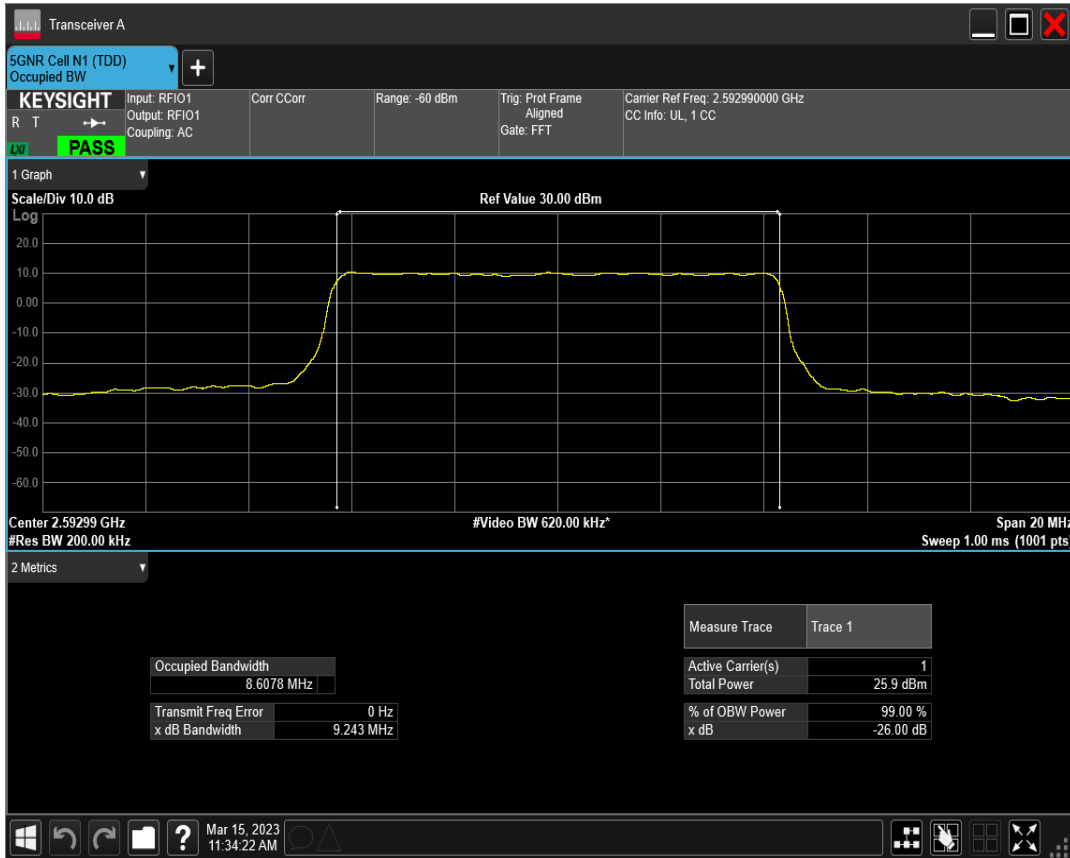 Transceiver A
5GNR Cell N1 (TDD)
Occupied BW
+
KEYSIGHT
R T
LXI
PASS
Input: RFIO1
Output: RFIO1
Coupling: AC
Corr CCorr
Range: -60 dBm
Trig: Prot Frame
Aligned
Gate: FFT
Carrier Ref Freq: 2.592990000 GHz
CC Info: UL, 1 CC
1 Graph
Scale/Div 10.0 dB
Ref Value 30.00 dBm
Log
20.0
10.0
0.00
-10.0
-20.0
-30.0
-40.0
-50.0
-60.0
Center 2.59299 GHz
#Video BW 620.00 kHz*
Span 20 MHz
#Res BW 200.00 kHz
Sweep 1.00 ms (1001 pts)
2 Metrics
Measure Trace Trace 1
Occupied Bandwidth
8.6078 MHz
Active Carrier(s) 1
Total Power 25.9 dBm
Transmit Freq Error 0 Hz
x dB Bandwidth 9.243 MHz
% of OBW Power 99.00 %
x dB -26.00 dB
?
Mar 15, 2023
11:34:22 AM